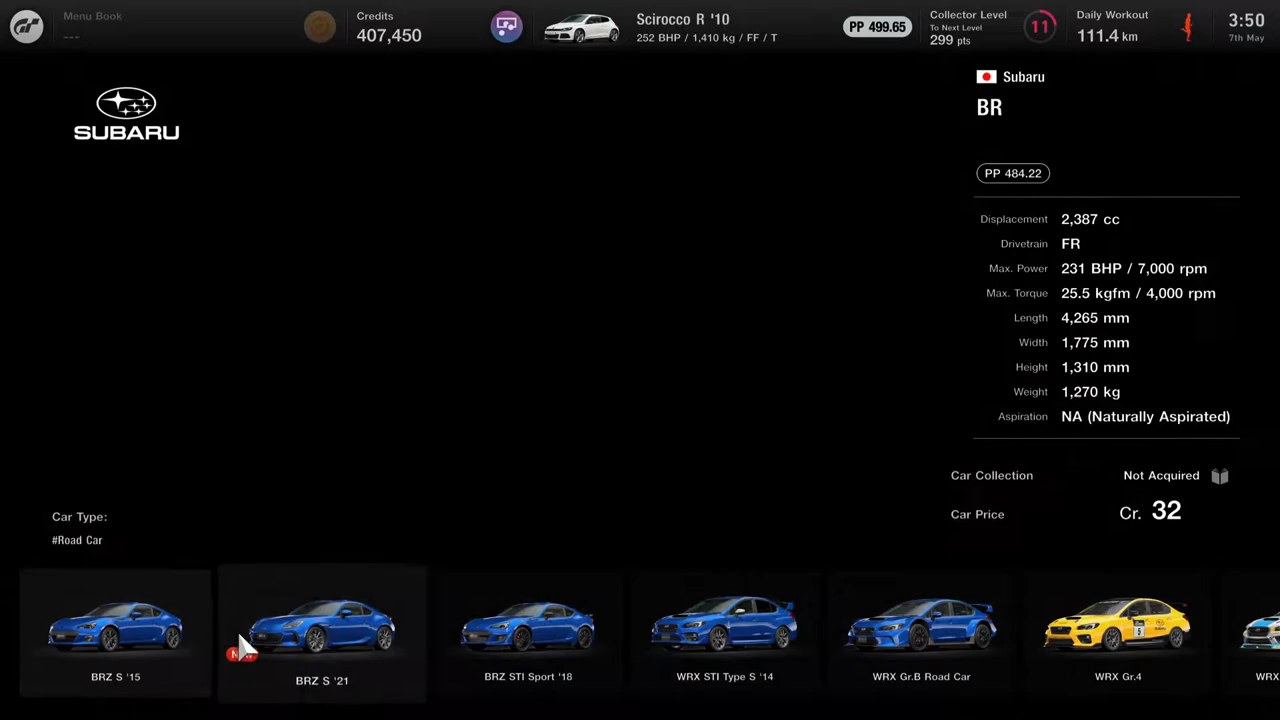 Menu Book
---
Credits
407,450
Scirocco R '10
252 BHP / 1,410 kg / FF / T
PP 499.65
Collector Level
To Next Level
299 pts
11
Daily Workout
111.4 km
3:50
7th May
SUBARU
Subaru
BR
PP 484.22
Displacement 2,387 cc
Drivetrain FR
Max. Power 231 BHP / 7,000 rpm
Max. Torque 25.5 kgfm / 4,000 rpm
Length 4,265 mm
Width 1,775 mm
Height 1,310 mm
Weight 1,270 kg
Aspiration NA (Naturally Aspirated)
Car Collection Not Acquired
Car Price Cr. 32
Car Type:
#Road Car
BRZ S '15
BRZ S '21
BRZ STI Sport '18
WRX STI Type S '14
WRX Gr.B Road Car
WRX Gr.4
WRX